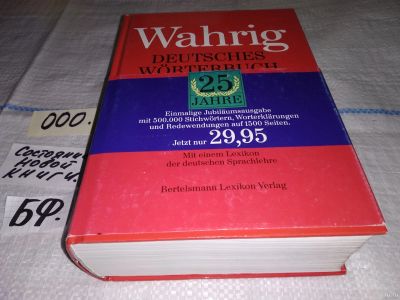 Wahrig
DEUTSCHES
WÖRTERBUCH
25
JAHRE
Einmalige Jubiläumsausgabe
mit 500.000 Stichwörtern, Worterklärungen
und Redewendungen auf 1500 Seiten.
Jetzt nur 29,95
Mit einem Lexikon
der deutschen Sprachlehre
Bertelsmann Lexikon Verlag
000.
Состояние
новой
книги.
БФ.